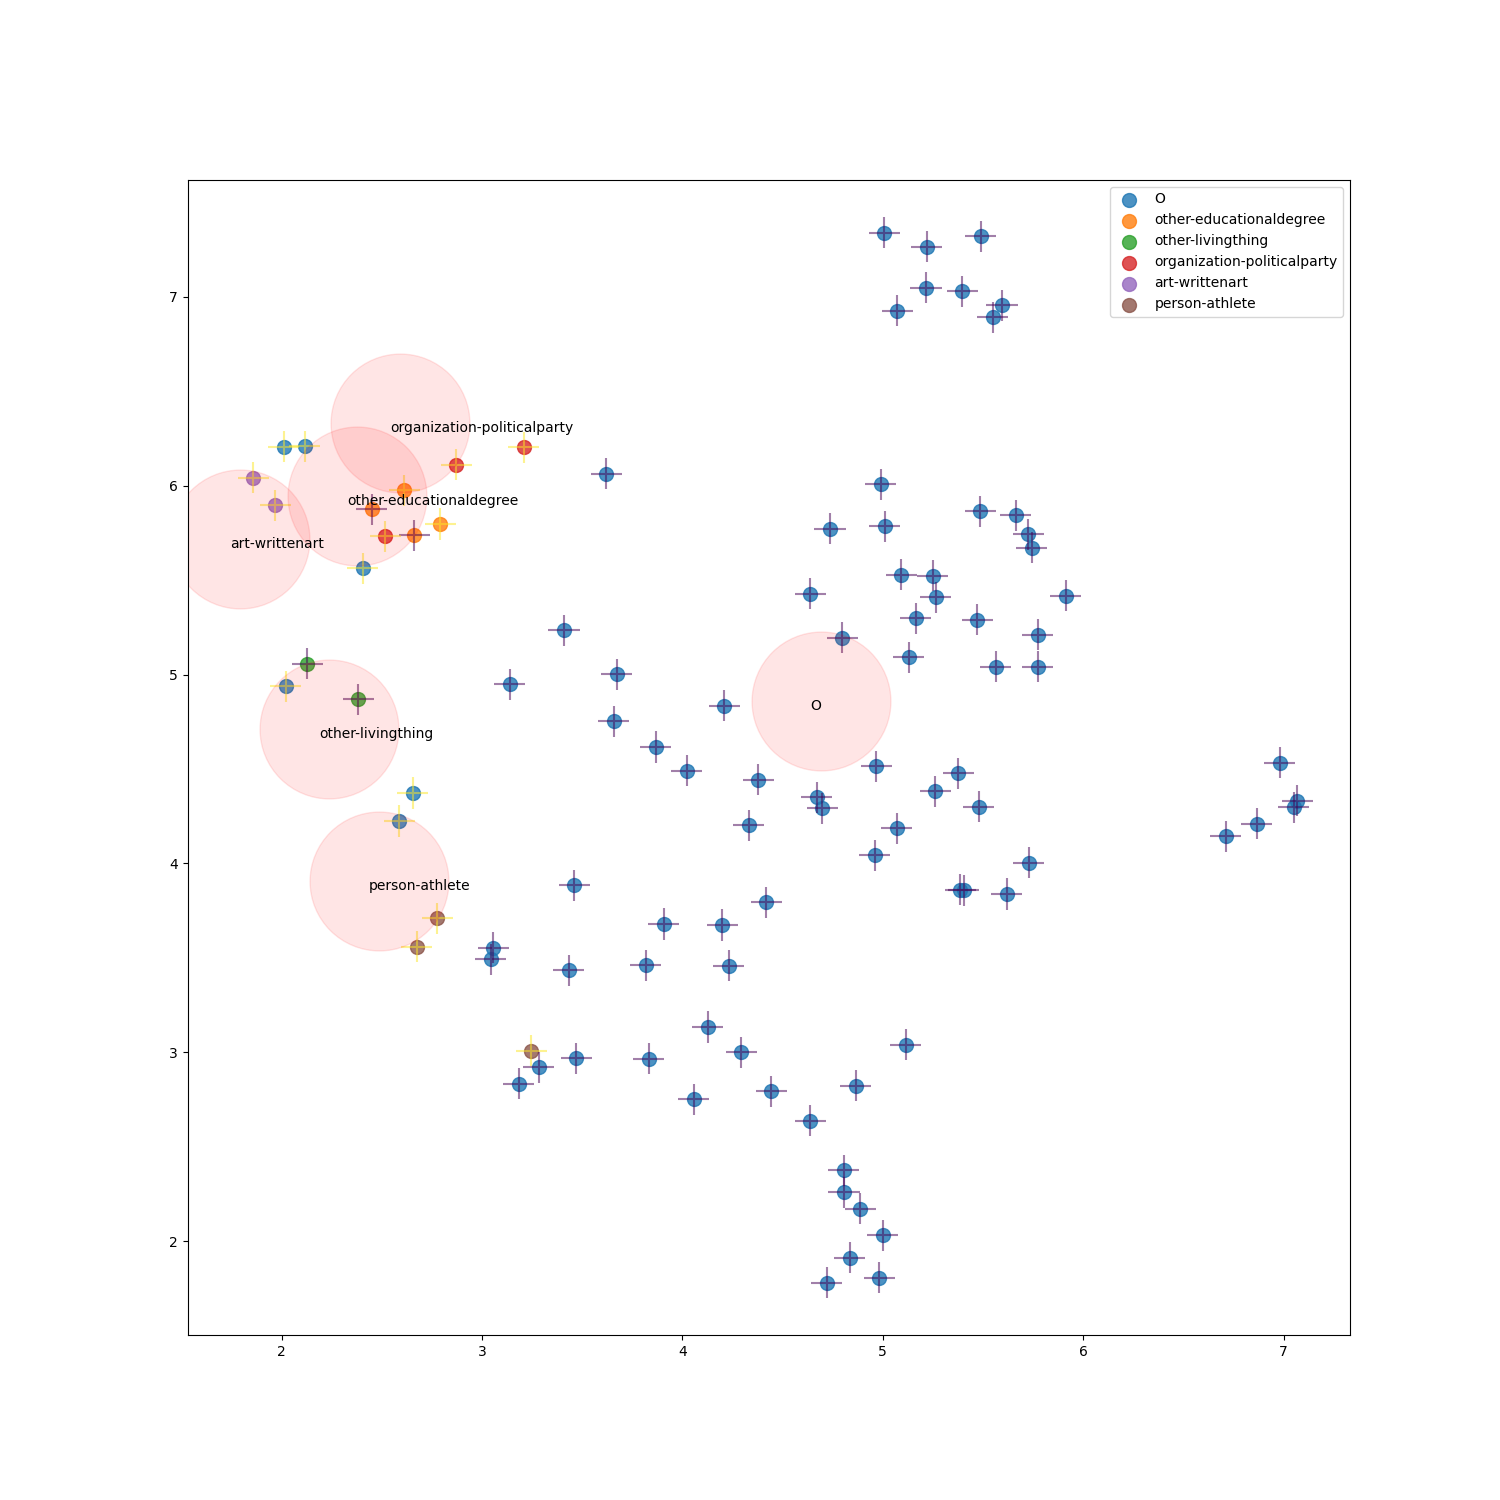 O
other-educationaldegree
other-livingthing
organization-politicalparty
art-writtenart
person-athlete
7
organization-politicalparty
6
other-educationaldegree
art-writtenart
5
O
other-livingthing
4
person-athlete
3
2
2 3 4 5 6 7